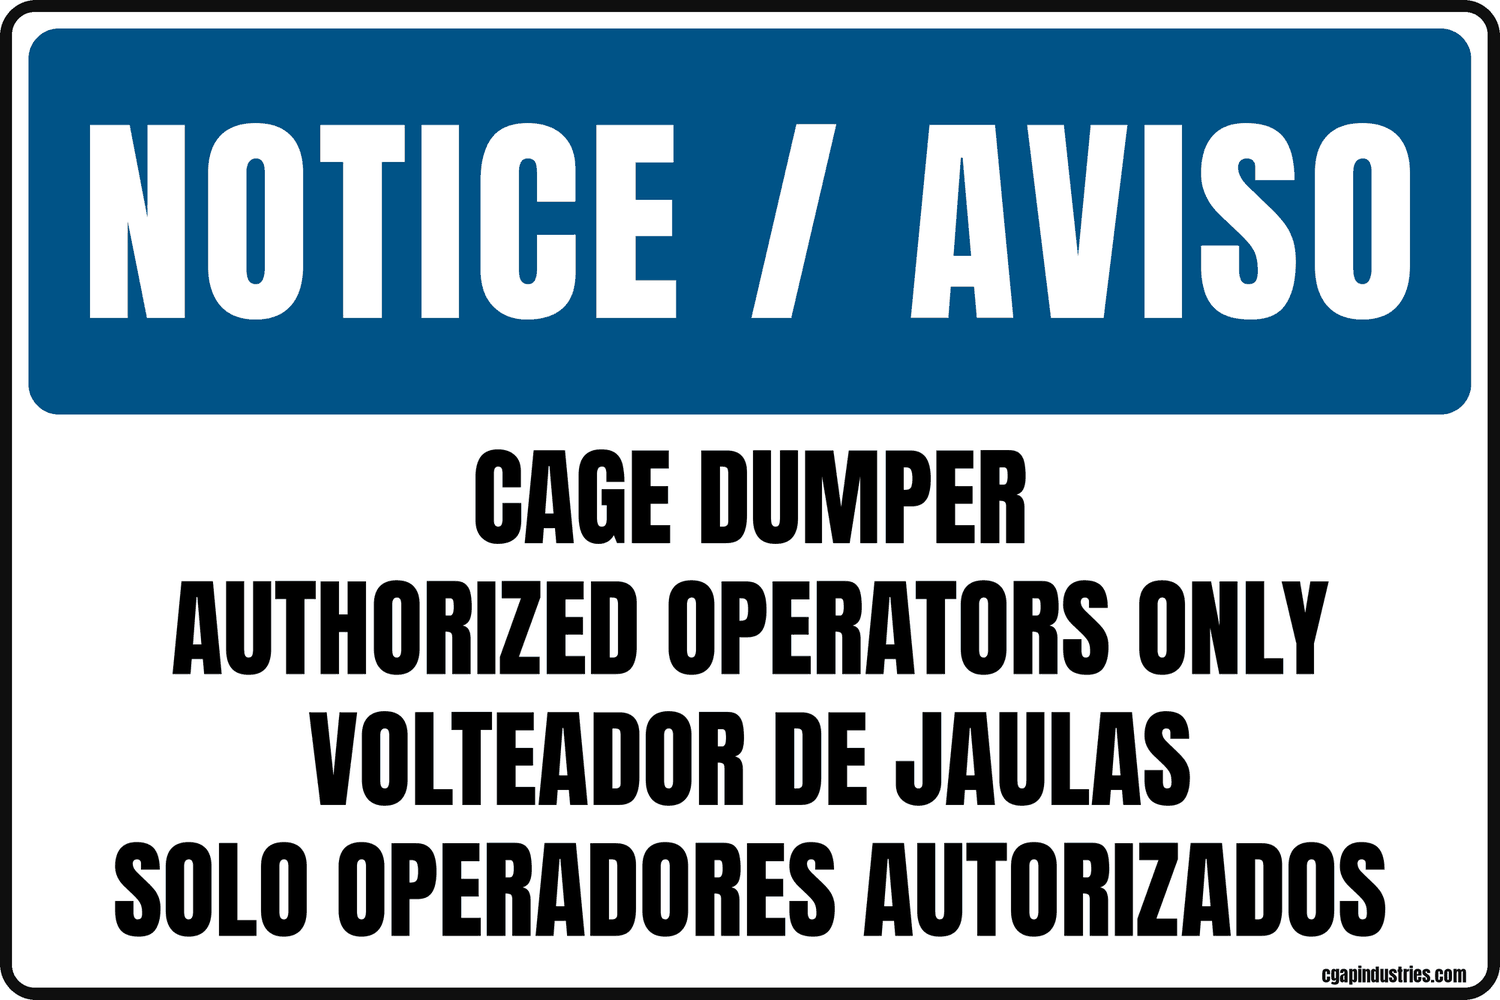 NOTICE / AVISO
CAGE DUMPER
AUTHORIZED OPERATORS ONLY
VOLTEADOR DE JAULAS
SOLO OPERADORES AUTORIZADOS
cgapindustries.com